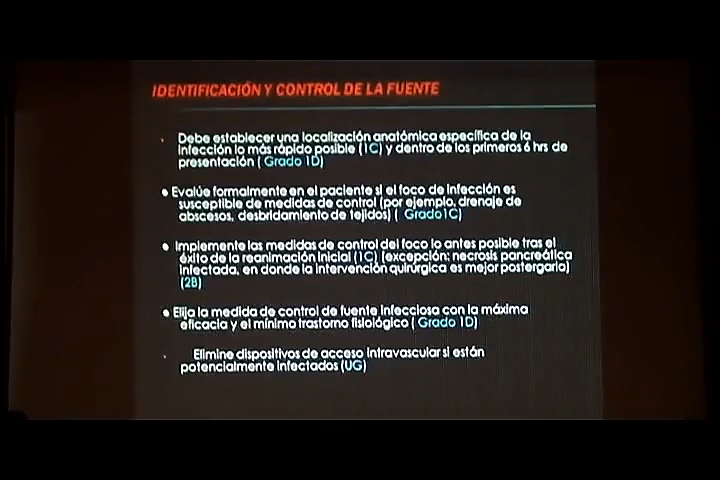 IDENTIFICACIÓN Y CONTROL DE LA FUENTE
Debe establecer una localización anatómica específica de la
infección lo más rápido posible (1C) y dentro de los primeros 6 hrs de
presentación ( Grado 1D)
• Evalúe formalmente en el paciente si el foco de infección es
susceptible de medidas de control (por ejemplo, drenaje de
abscesos, desbridamiento de tejidos) ( Grado1C)
• Implemente las medidas de control del foco lo antes posible tras el
éxito de la reanimación inicial (1C) [excepción: necrosis pancreática
infectada, en donde la intervención quirúrgica es mejor postergarla)
(2B)
• Elija la medida de control de fuente infecciosa con la máxima
eficacia y el mínimo trastorno fisiológico ( Grado 1D)
Elimine dispositivos de acceso intravascular si están
potencialmente infectados (UG)